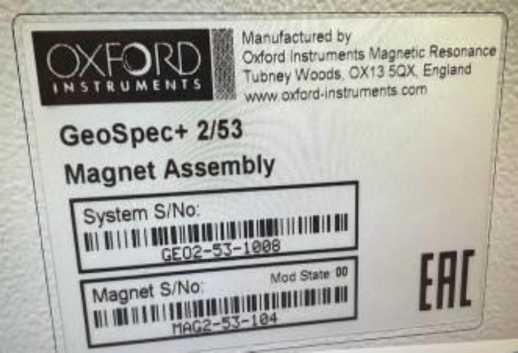 OXFORD
INSTRUMENTS
Manufactured by
Oxford Instruments Magnetic Resonance
Tubney Woods, OX13 5QX, England
www.oxford-instruments.com
GeoSpec+ 2/53
Magnet Assembly
System S/No:
GEO2-53-1008
Magnet S/No:
Mod State: 00
MAG2-53-104
EAC